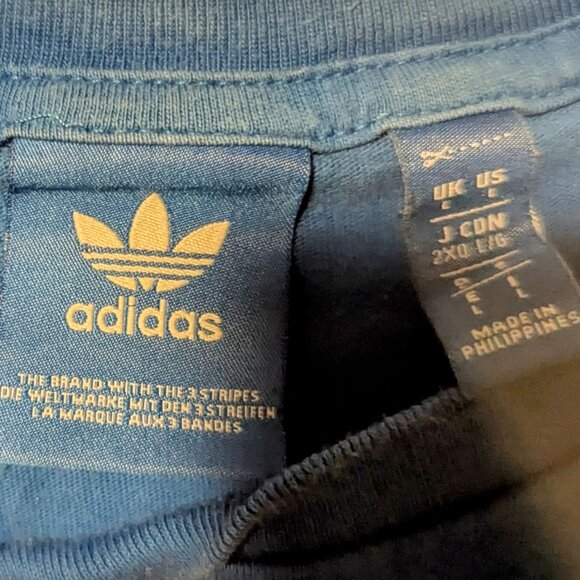 adidas
THE BRAND WITH THE 3 STRIPES
DIE WELTMARKE MIT DEN 3 STREIFEN
LA MARQUE AUX 3 BANDES
UK US
L L
J CDN
2XO L/G
E L
L
MADE IN
PHILIPPINES